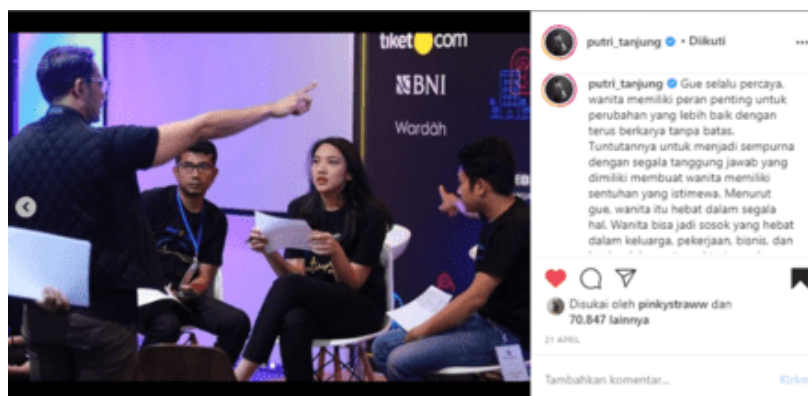 tiket com
BNI
Wardah
putri_tanjung • Diikuti
putri_tanjung Gue selalu percaya,
wanita memiliki peran penting untuk
perubahan yang lebih baik dengan
terus berkarya tanpa batas.
Tuntutannya untuk menjadi sempurna
dengan segala tanggung jawab yang
dimiliki membuat wanita memiliki
sentuhan yang istimewa. Menurut
gue, wanita itu hebat dalam segala
hal. Wanita bisa jadi sosok yang hebat
dalam keluarga, pekerjaan, bisnis, dan
Disukai oleh pinkystraww dan
70,847 lainnya
21 APRIL
Tambahkan komentar...
Kirim